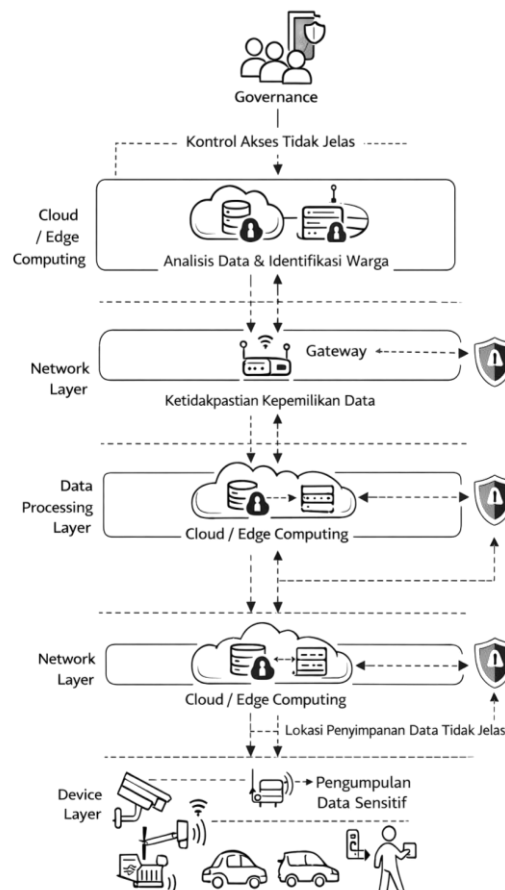 Governance
Kontrol Akses Tidak Jelas
Cloud
/ Edge
Computing
Analisis Data & Identifikasi Warga
Network
Layer
Gateway
Ketidakpastian Kepemilikan Data
Data
Processing
Layer
Cloud / Edge Computing
Network
Layer
Cloud / Edge Computing
Lokasi Penyimpanan Data Tidak Jelas
Device
Layer
Pengumpulan
Data Sensitif